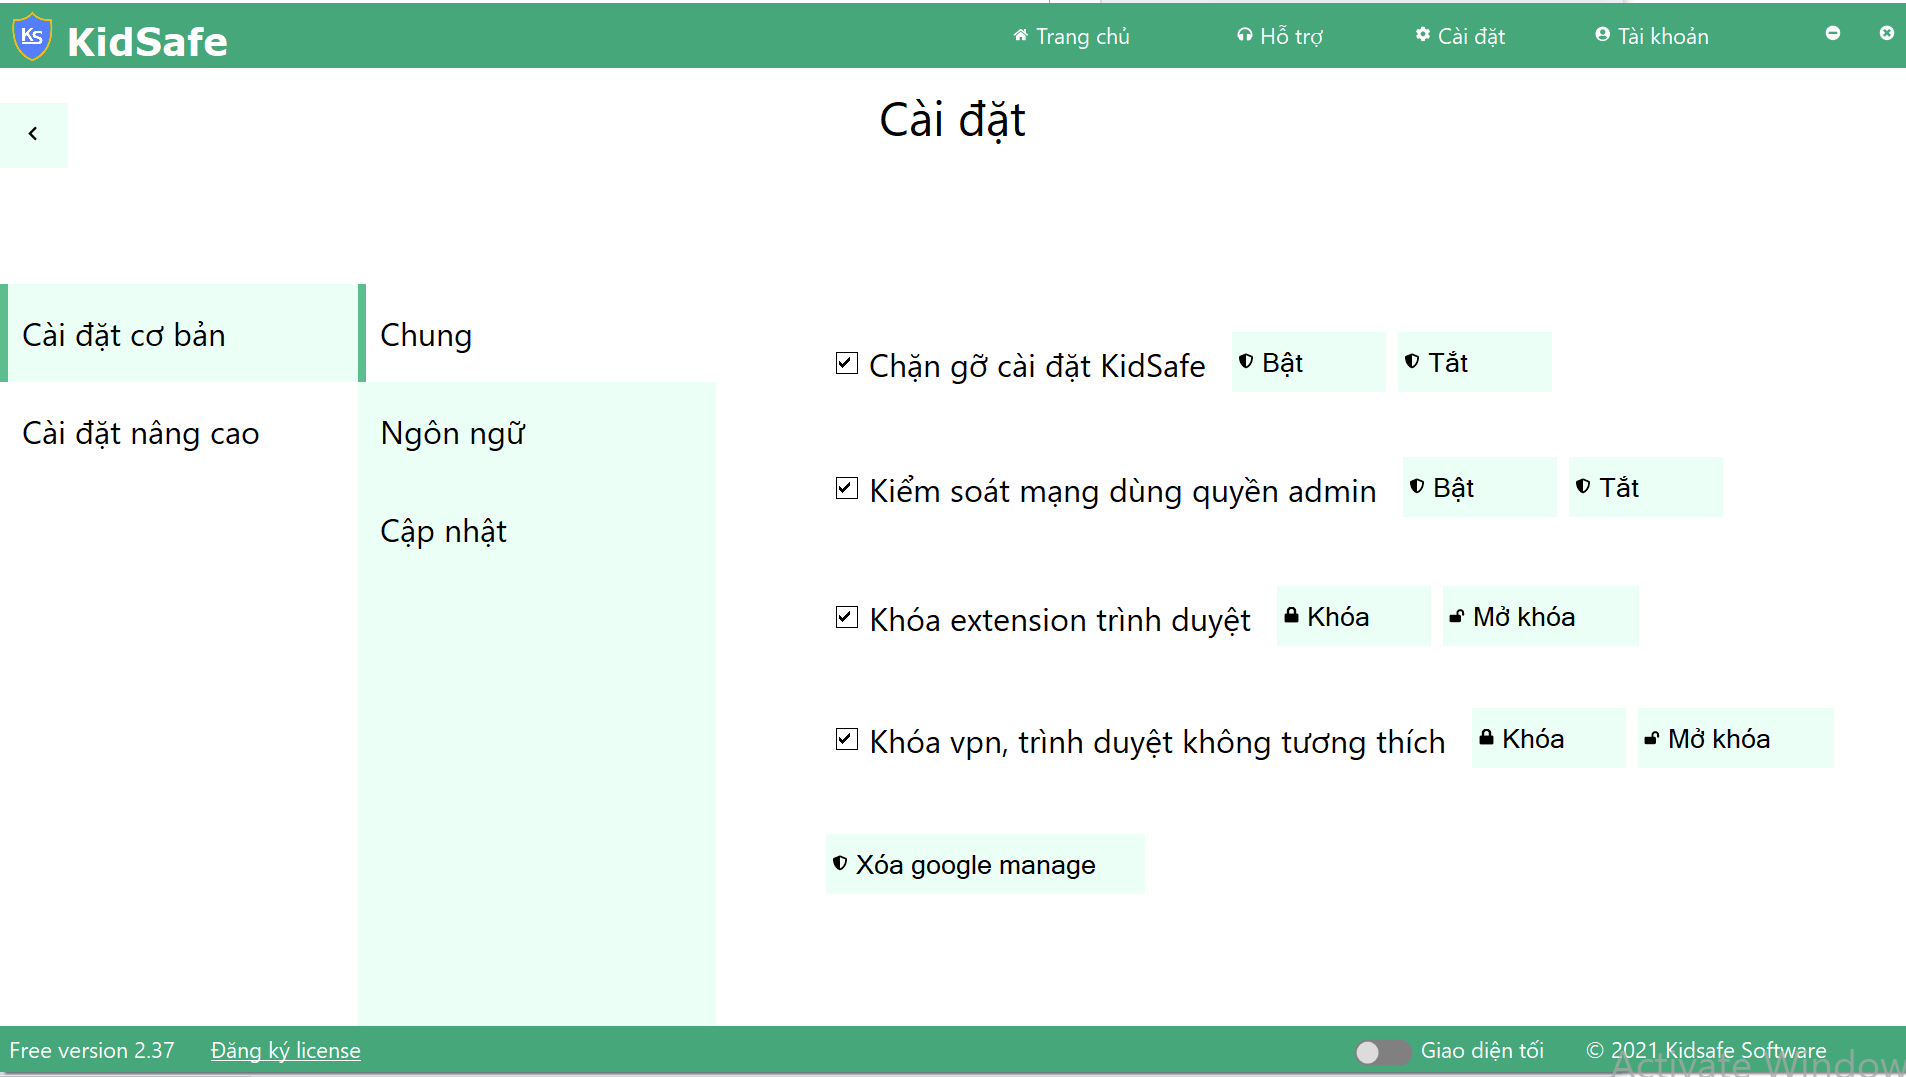 KS KidSafe Trang chủ Hỗ trợ Cài đặt Tài khoản
Cài đặt
Cài đặt cơ bản
Cài đặt nâng cao
Chung
Ngôn ngữ
Cập nhật
Chặn gỡ cài đặt KidSafe Bật Tắt
Kiểm soát mạng dùng quyền admin Bật Tắt
Khóa extension trình duyệt Khóa Mở khóa
Khóa vpn, trình duyệt không tương thích Khóa Mở khóa
Xóa google manage
Free version 2.37 Đăng ký license Giao diện tối © 2021 Kidsafe Software
Activate Window